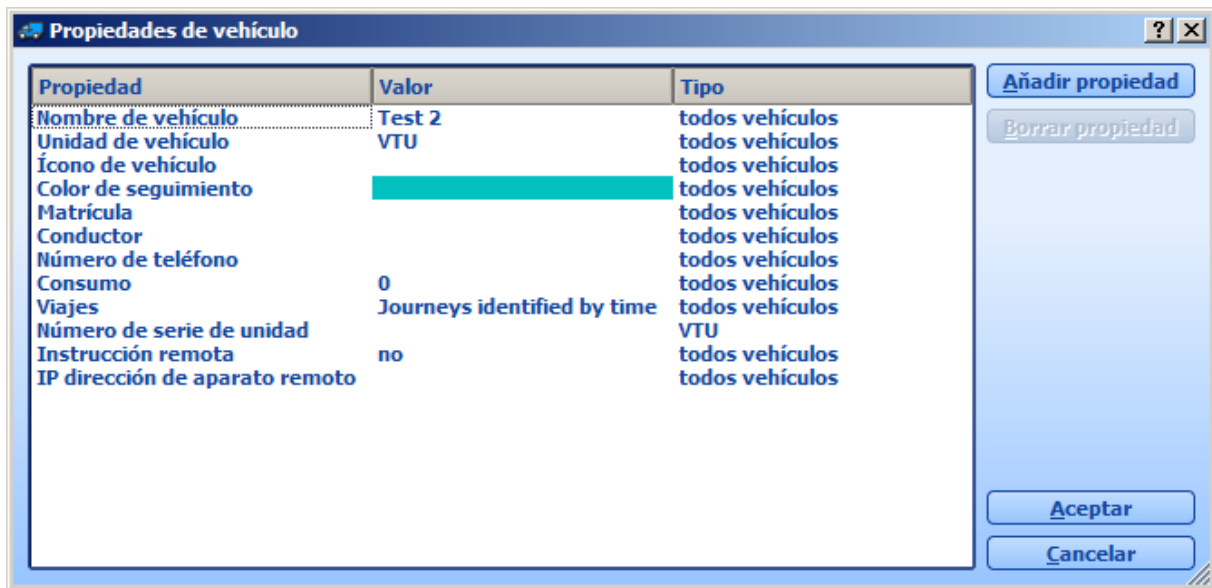 Propiedades de vehículo
Propiedad Valor Tipo
Añadir propiedad
Nombre de vehículo Test 2 todos vehículos
Borrar propiedad
Unidad de vehículo VTU todos vehículos
Ícono de vehículo todos vehículos
Color de seguimiento todos vehículos
Matrícula todos vehículos
Conductor todos vehículos
Número de teléfono todos vehículos
Consumo 0 todos vehículos
Viajes Journeys identified by time todos vehículos
Número de serie de unidad VTU
Instrucción remota no todos vehículos
IP dirección de aparato remoto todos vehículos
Aceptar
Cancelar